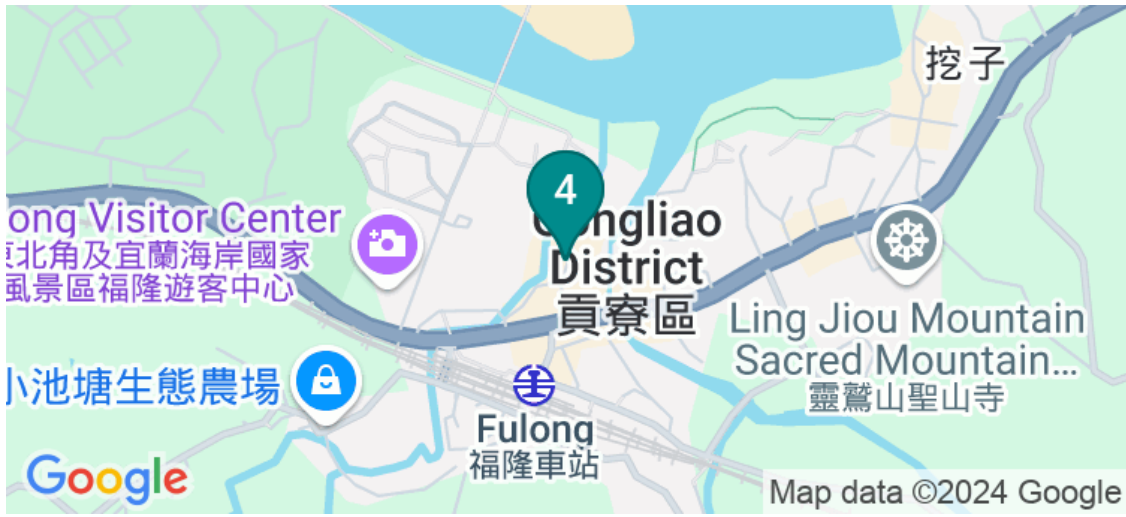 挖子
4
ong Visitor Center
東北角及宜蘭海岸國家
風景區福隆遊客中心
Gongliao
District
貢寮區
Ling Jiou Mountain
Sacred Mountain...
靈鷲山聖山寺
小池塘生態農場
Fulong
福隆車站
Google
Map data ©2024 Google